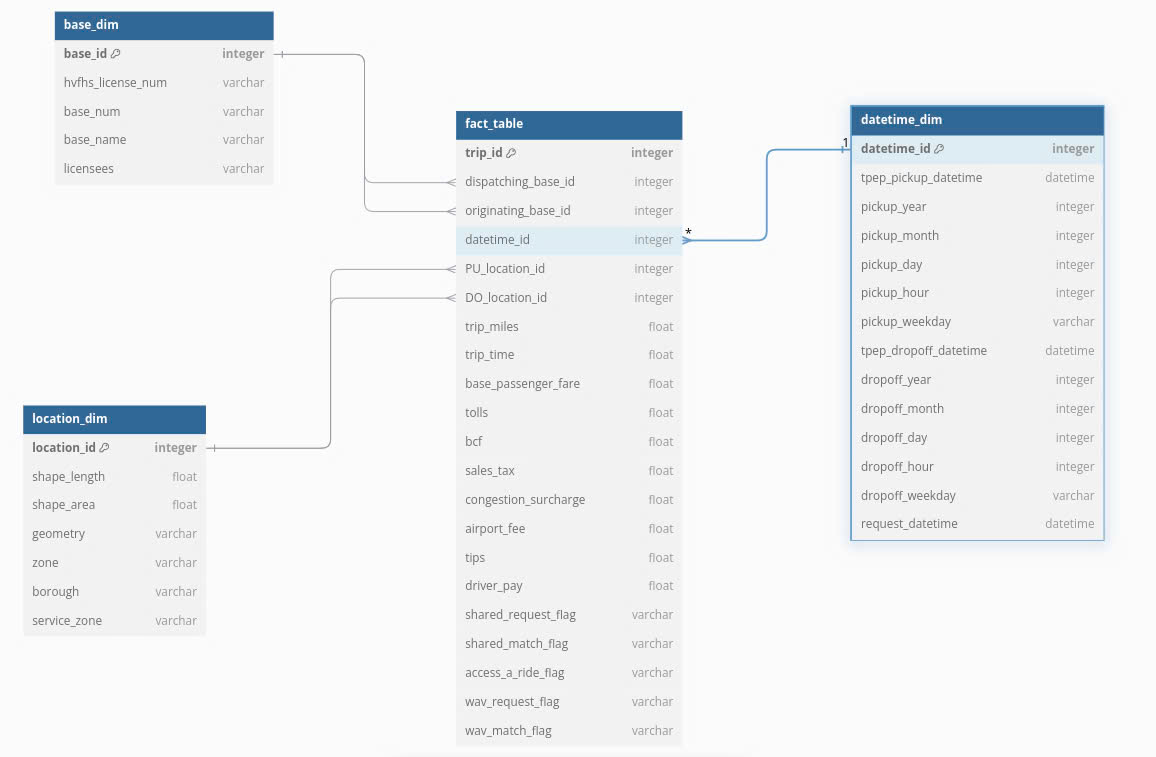 base_dim
base_id integer
hvfhs_license_num varchar
base_num varchar
base_name varchar
licensees varchar
fact_table
trip_id integer
dispatching_base_id integer
originating_base_id integer
datetime_id integer
*
PU_location_id integer
DO_location_id integer
trip_miles float
trip_time float
base_passenger_fare float
tolls float
bcf float
sales_tax float
congestion_surcharge float
airport_fee float
tips float
driver_pay float
shared_request_flag varchar
shared_match_flag varchar
access_a_ride_flag varchar
wav_request_flag varchar
wav_match_flag varchar
1
datetime_dim
datetime_id integer
tpep_pickup_datetime datetime
pickup_year integer
pickup_month integer
pickup_day integer
pickup_hour integer
pickup_weekday varchar
tpep_dropoff_datetime datetime
dropoff_year integer
dropoff_month integer
dropoff_day integer
dropoff_hour integer
dropoff_weekday varchar
request_datetime datetime
location_dim
location_id integer
shape_length float
shape_area float
geometry varchar
zone varchar
borough varchar
service_zone varchar